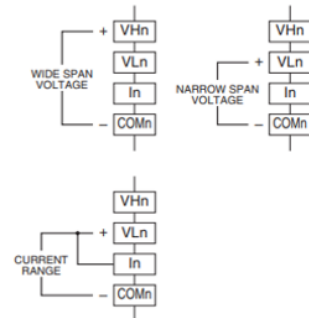 + VHn
VLn
WIDE SPAN
VOLTAGE
In
− COMn
VHn
+ VLn
NARROW SPAN
VOLTAGE
In
− COMn
VHn
+ VLn
CURRENT
RANGE
In
− COMn